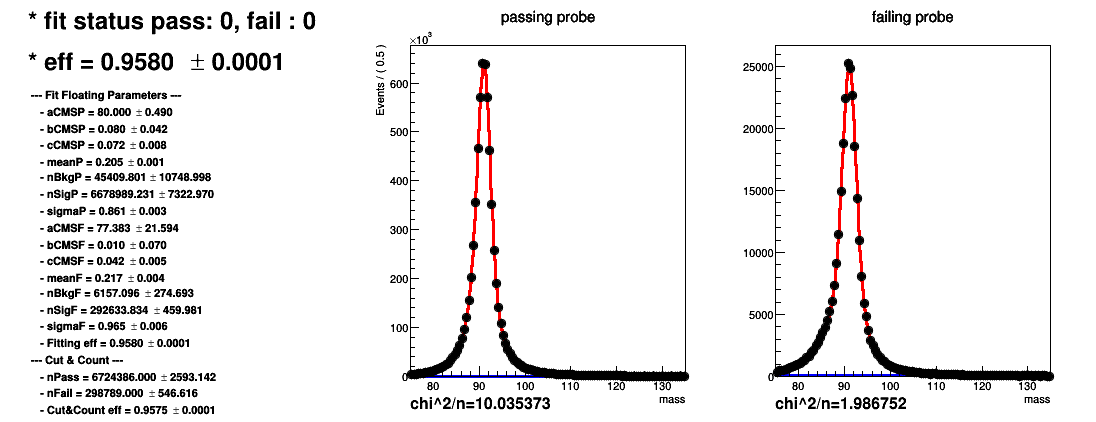 * fit status pass: 0, fail : 0
* eff = 0.9580 ± 0.0001
--- Fit Floating Parameters ---
- aCMSP = 80.000 ± 0.490
- bCMSP = 0.080 ± 0.042
- cCMSP = 0.072 ± 0.008
- meanP = 0.205 ± 0.001
- nBkgP = 45409.801 ± 10748.998
- nSigP = 6678989.231 ± 7322.970
- sigmaP = 0.861 ± 0.003
- aCMSF = 77.383 ± 21.594
- bCMSF = 0.010 ± 0.070
- cCMSF = 0.042 ± 0.005
- meanF = 0.217 ± 0.004
- nBkgF = 6157.096 ± 274.693
- nSigF = 292633.834 ± 459.981
- sigmaF = 0.965 ± 0.006
- Fitting eff = 0.9580 ± 0.0001
--- Cut & Count ---
- nPass = 6724386.000 ± 2593.142
- nFail = 298789.000 ± 546.616
- Cut&Count eff = 0.9575 ± 0.0001
passing probe
×10³
Events / ( 0.5 )
600
500
400
300
200
100
0
80 90 100 110 120 130
mass
chi^2/n=10.035373
failing probe
25000
20000
15000
10000
5000
0
80 90 100 110 120 130
mass
chi^2/n=1.986752